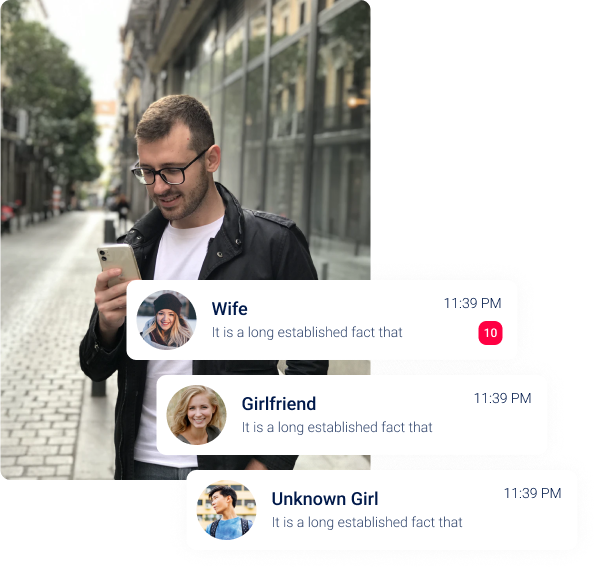 Wife
11:39 PM
It is a long established fact that
10
Girlfriend
11:39 PM
It is a long established fact that
Unknown Girl
11:39 PM
It is a long established fact that